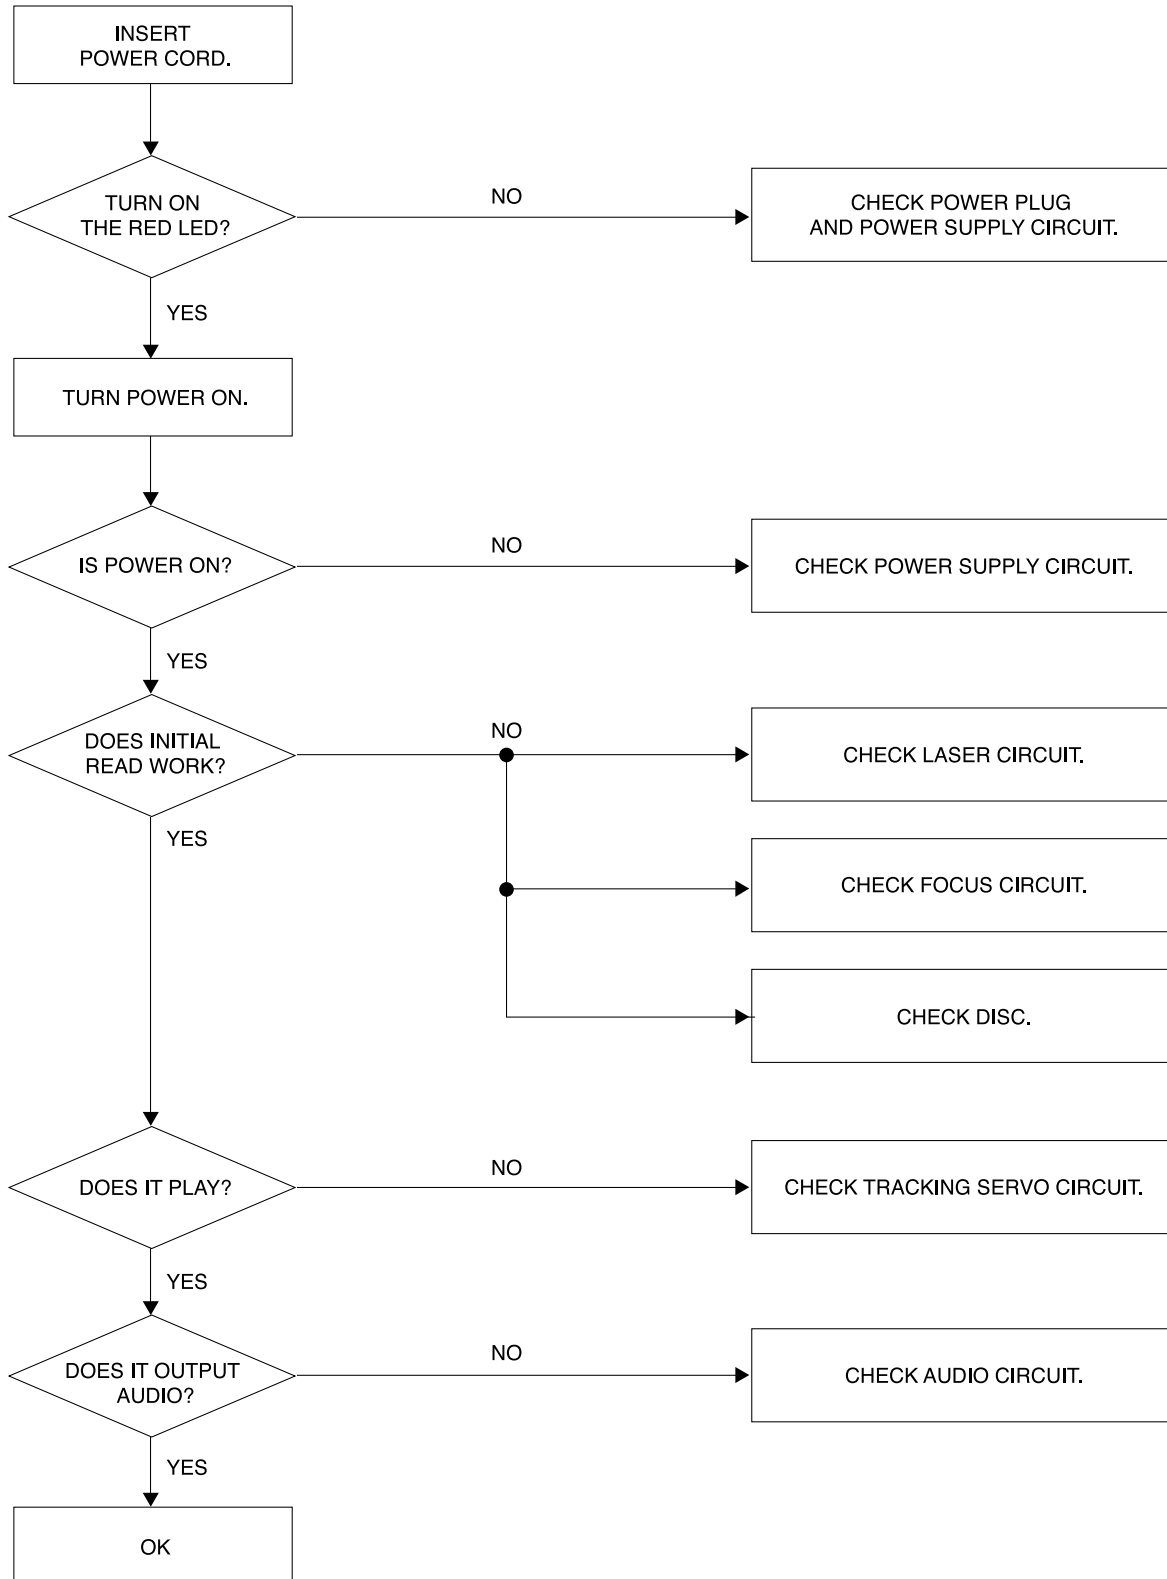 INSERT
POWER CORD.
TURN ON
THE RED LED?
NO
CHECK POWER PLUG
AND POWER SUPPLY CIRCUIT.
YES
TURN POWER ON.
IS POWER ON?
NO
CHECK POWER SUPPLY CIRCUIT.
YES
DOES INITIAL
READ WORK?
NO
CHECK LASER CIRCUIT.
YES
CHECK FOCUS CIRCUIT.
CHECK DISC.
DOES IT PLAY?
NO
CHECK TRACKING SERVO CIRCUIT.
YES
DOES IT OUTPUT
AUDIO?
NO
CHECK AUDIO CIRCUIT.
YES
OK